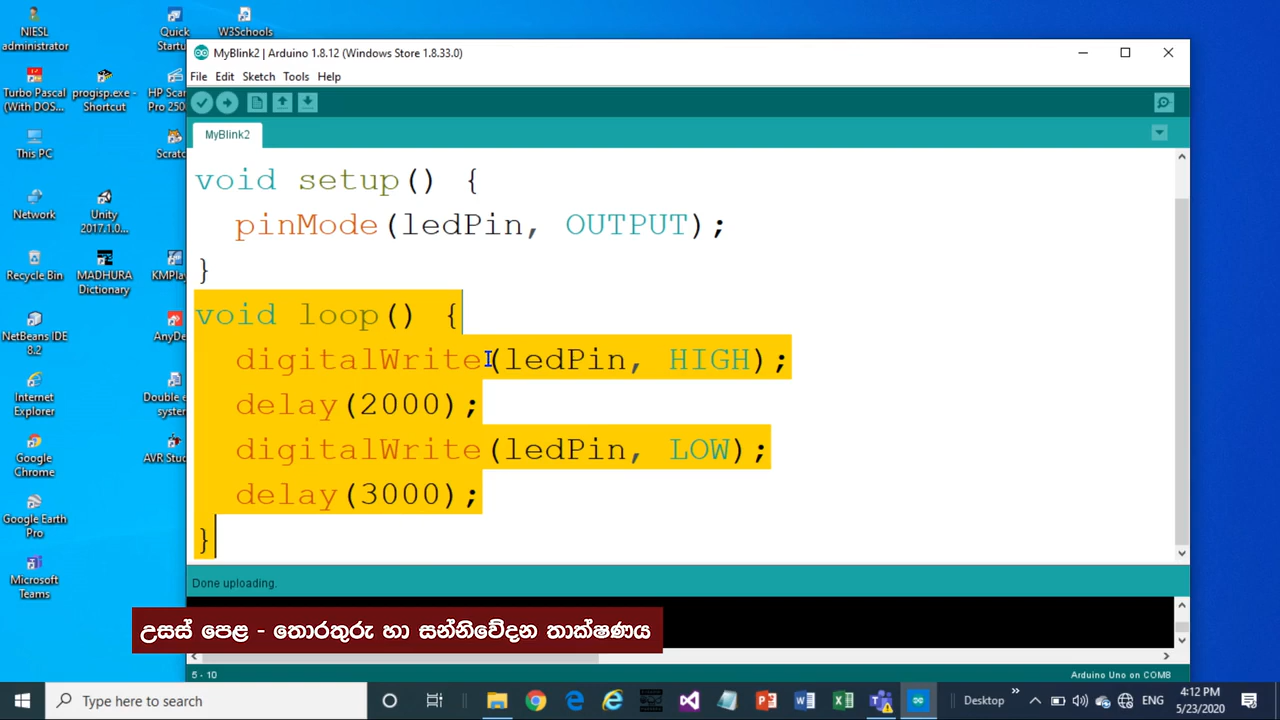 NIESL
administrator
Quick
Startu...
W3Schools
Turbo Pascal
(With DOS...
progisp.exe -
Shortcut
HP Scan
Pro 250
This PC
Scratc
Network
Unity
2017.1.0...
Recycle Bin
MADHURA
Dictionary
KMPlay
NetBeans IDE
8.2
AnyDe
Internet
Explorer
Double e
system
Google
Chrome
AVR Stud
Google Earth
Pro
Microsoft
Teams
MyBlink2 | Arduino 1.8.12 (Windows Store 1.8.33.0)
File Edit Sketch Tools Help
MyBlink2
void setup() {
pinMode(ledPin, OUTPUT);
}
void loop() {
digitalWrite(ledPin, HIGH);
delay(2000);
digitalWrite(ledPin, LOW);
delay(3000);
}
Done uploading.
උසස් පෙළ - තොරතුරු හා සන්නිවේදන තාක්ෂණය
5 - 10
Arduino Uno on COM8
Type here to search
Desktop
ENG
4:12 PM
5/23/2020